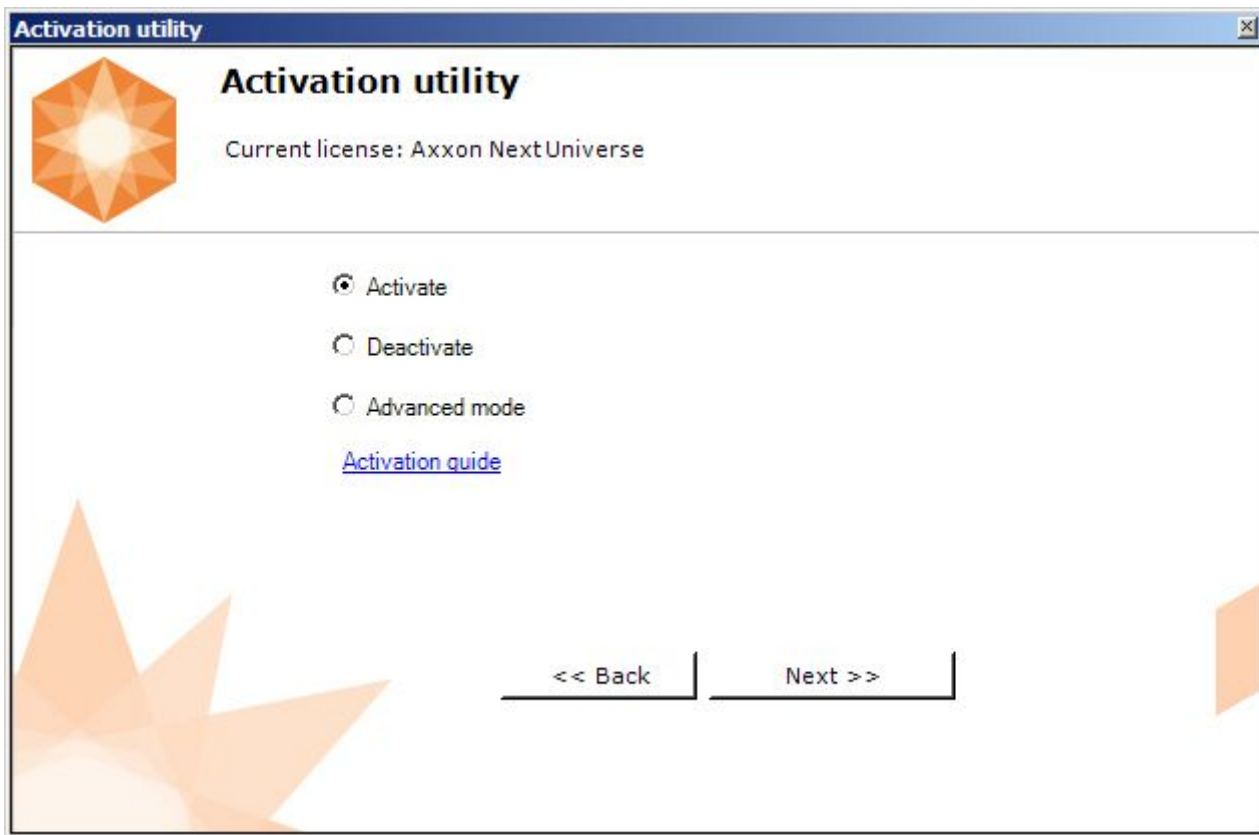 Activation utility
Activation utility
Current license: Axxon Next Universe
Activate
Deactivate
Advanced mode
Activation guide
<< Back
Next >>